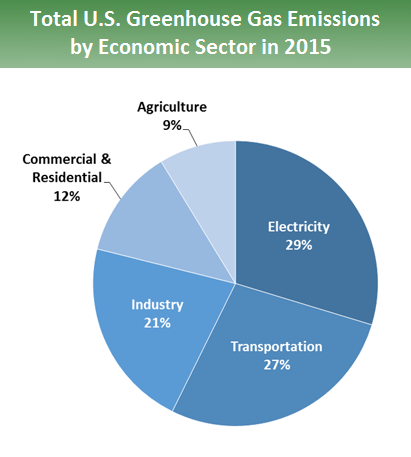 Total U.S. Greenhouse Gas Emissions
by Economic Sector in 2015
Agriculture
9%
Commercial &
Residential
12%
Electricity
29%
Industry
21%
Transportation
27%